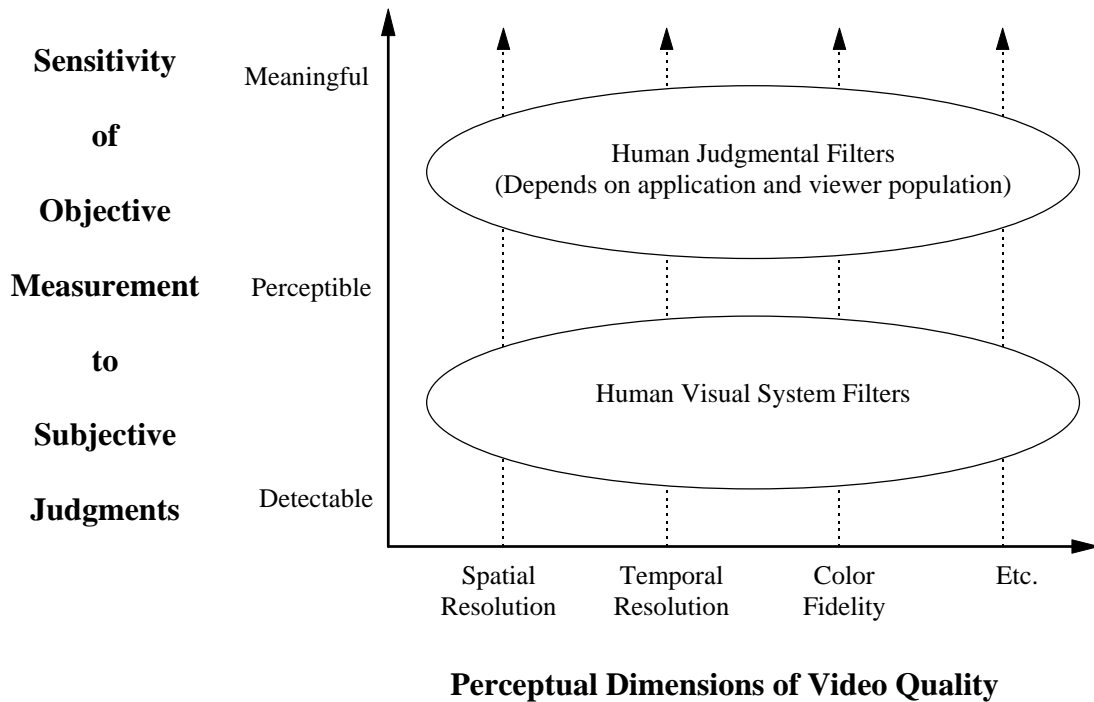 Sensitivity
of
Objective
Measurement
to
Subjective
Judgments
Meaningful
Perceptible
Detectable
Human Judgmental Filters
(Depends on application and viewer population)
Human Visual System Filters
Spatial
Resolution
Temporal
Resolution
Color
Fidelity
Etc.
Perceptual Dimensions of Video Quality